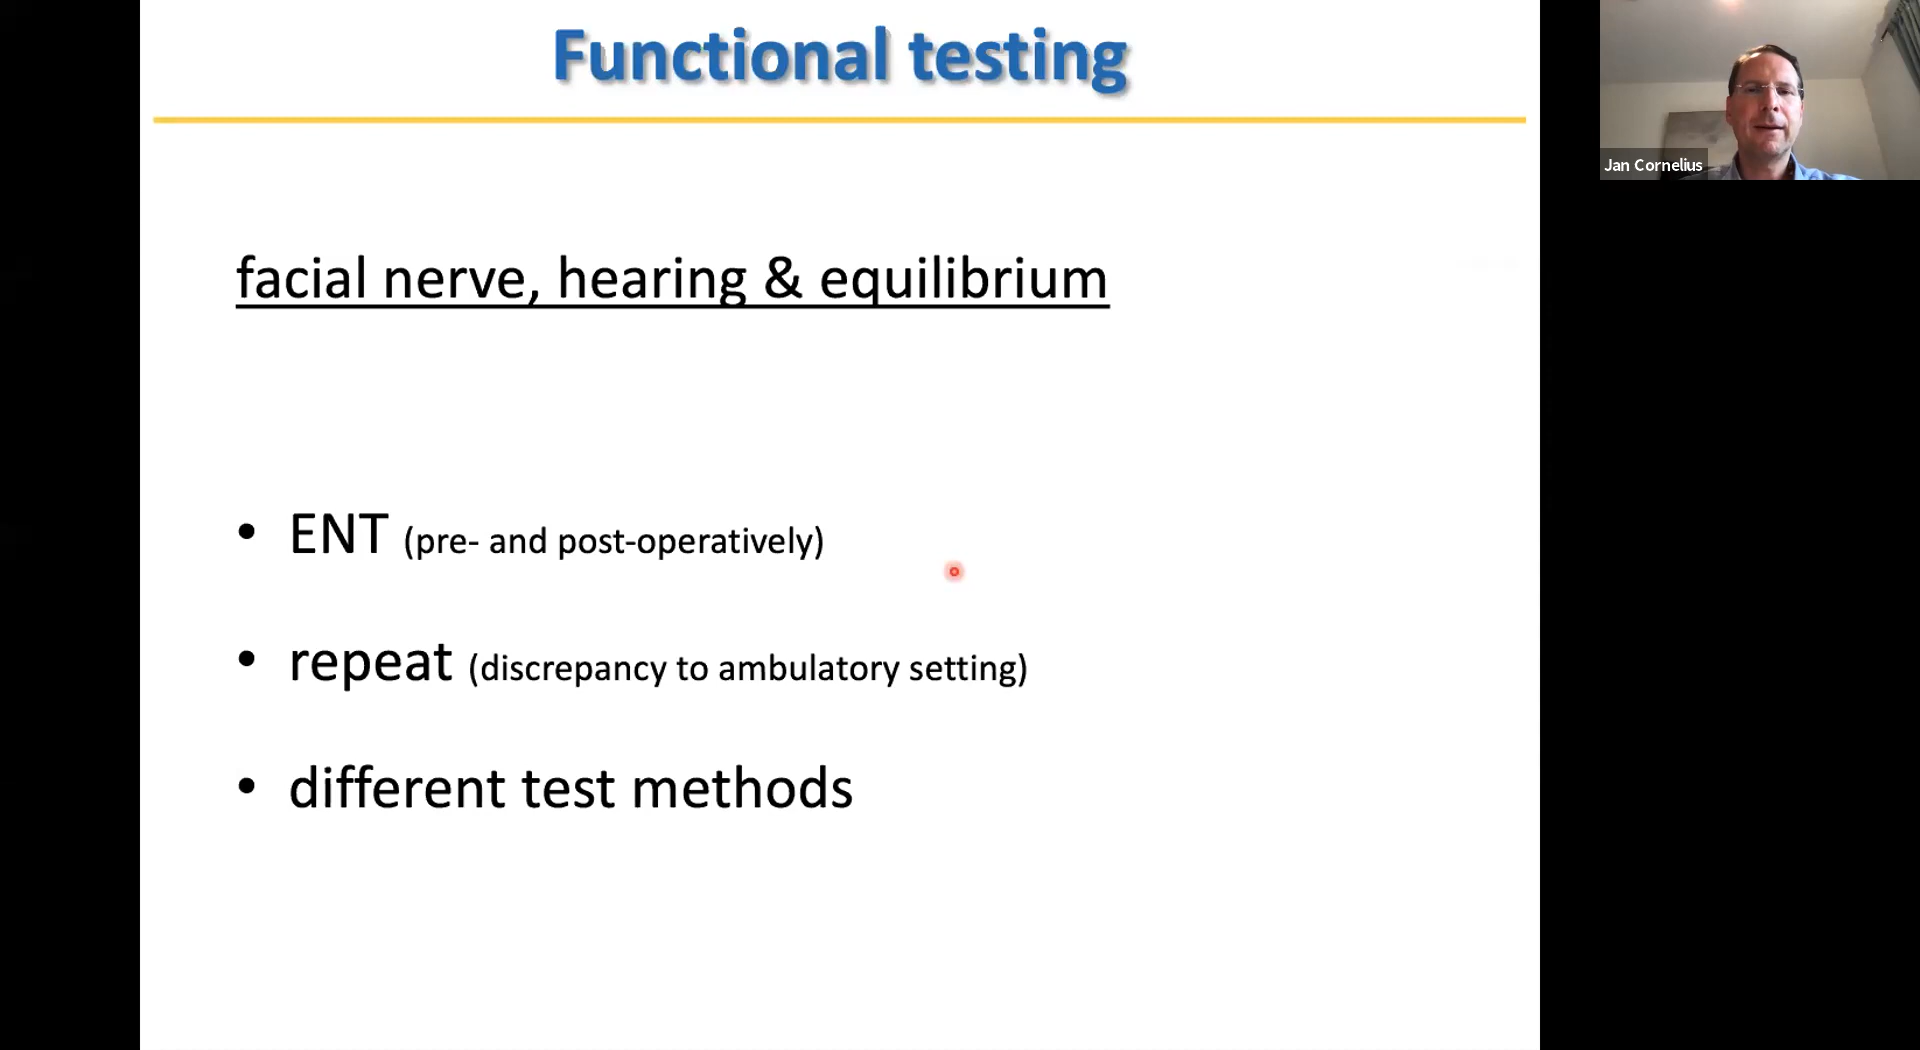 Functional testing
Jan Cornelius
facial nerve, hearing & equilibrium
• ENT (pre- and post-operatively)
• repeat (discrepancy to ambulatory setting)
• different test methods